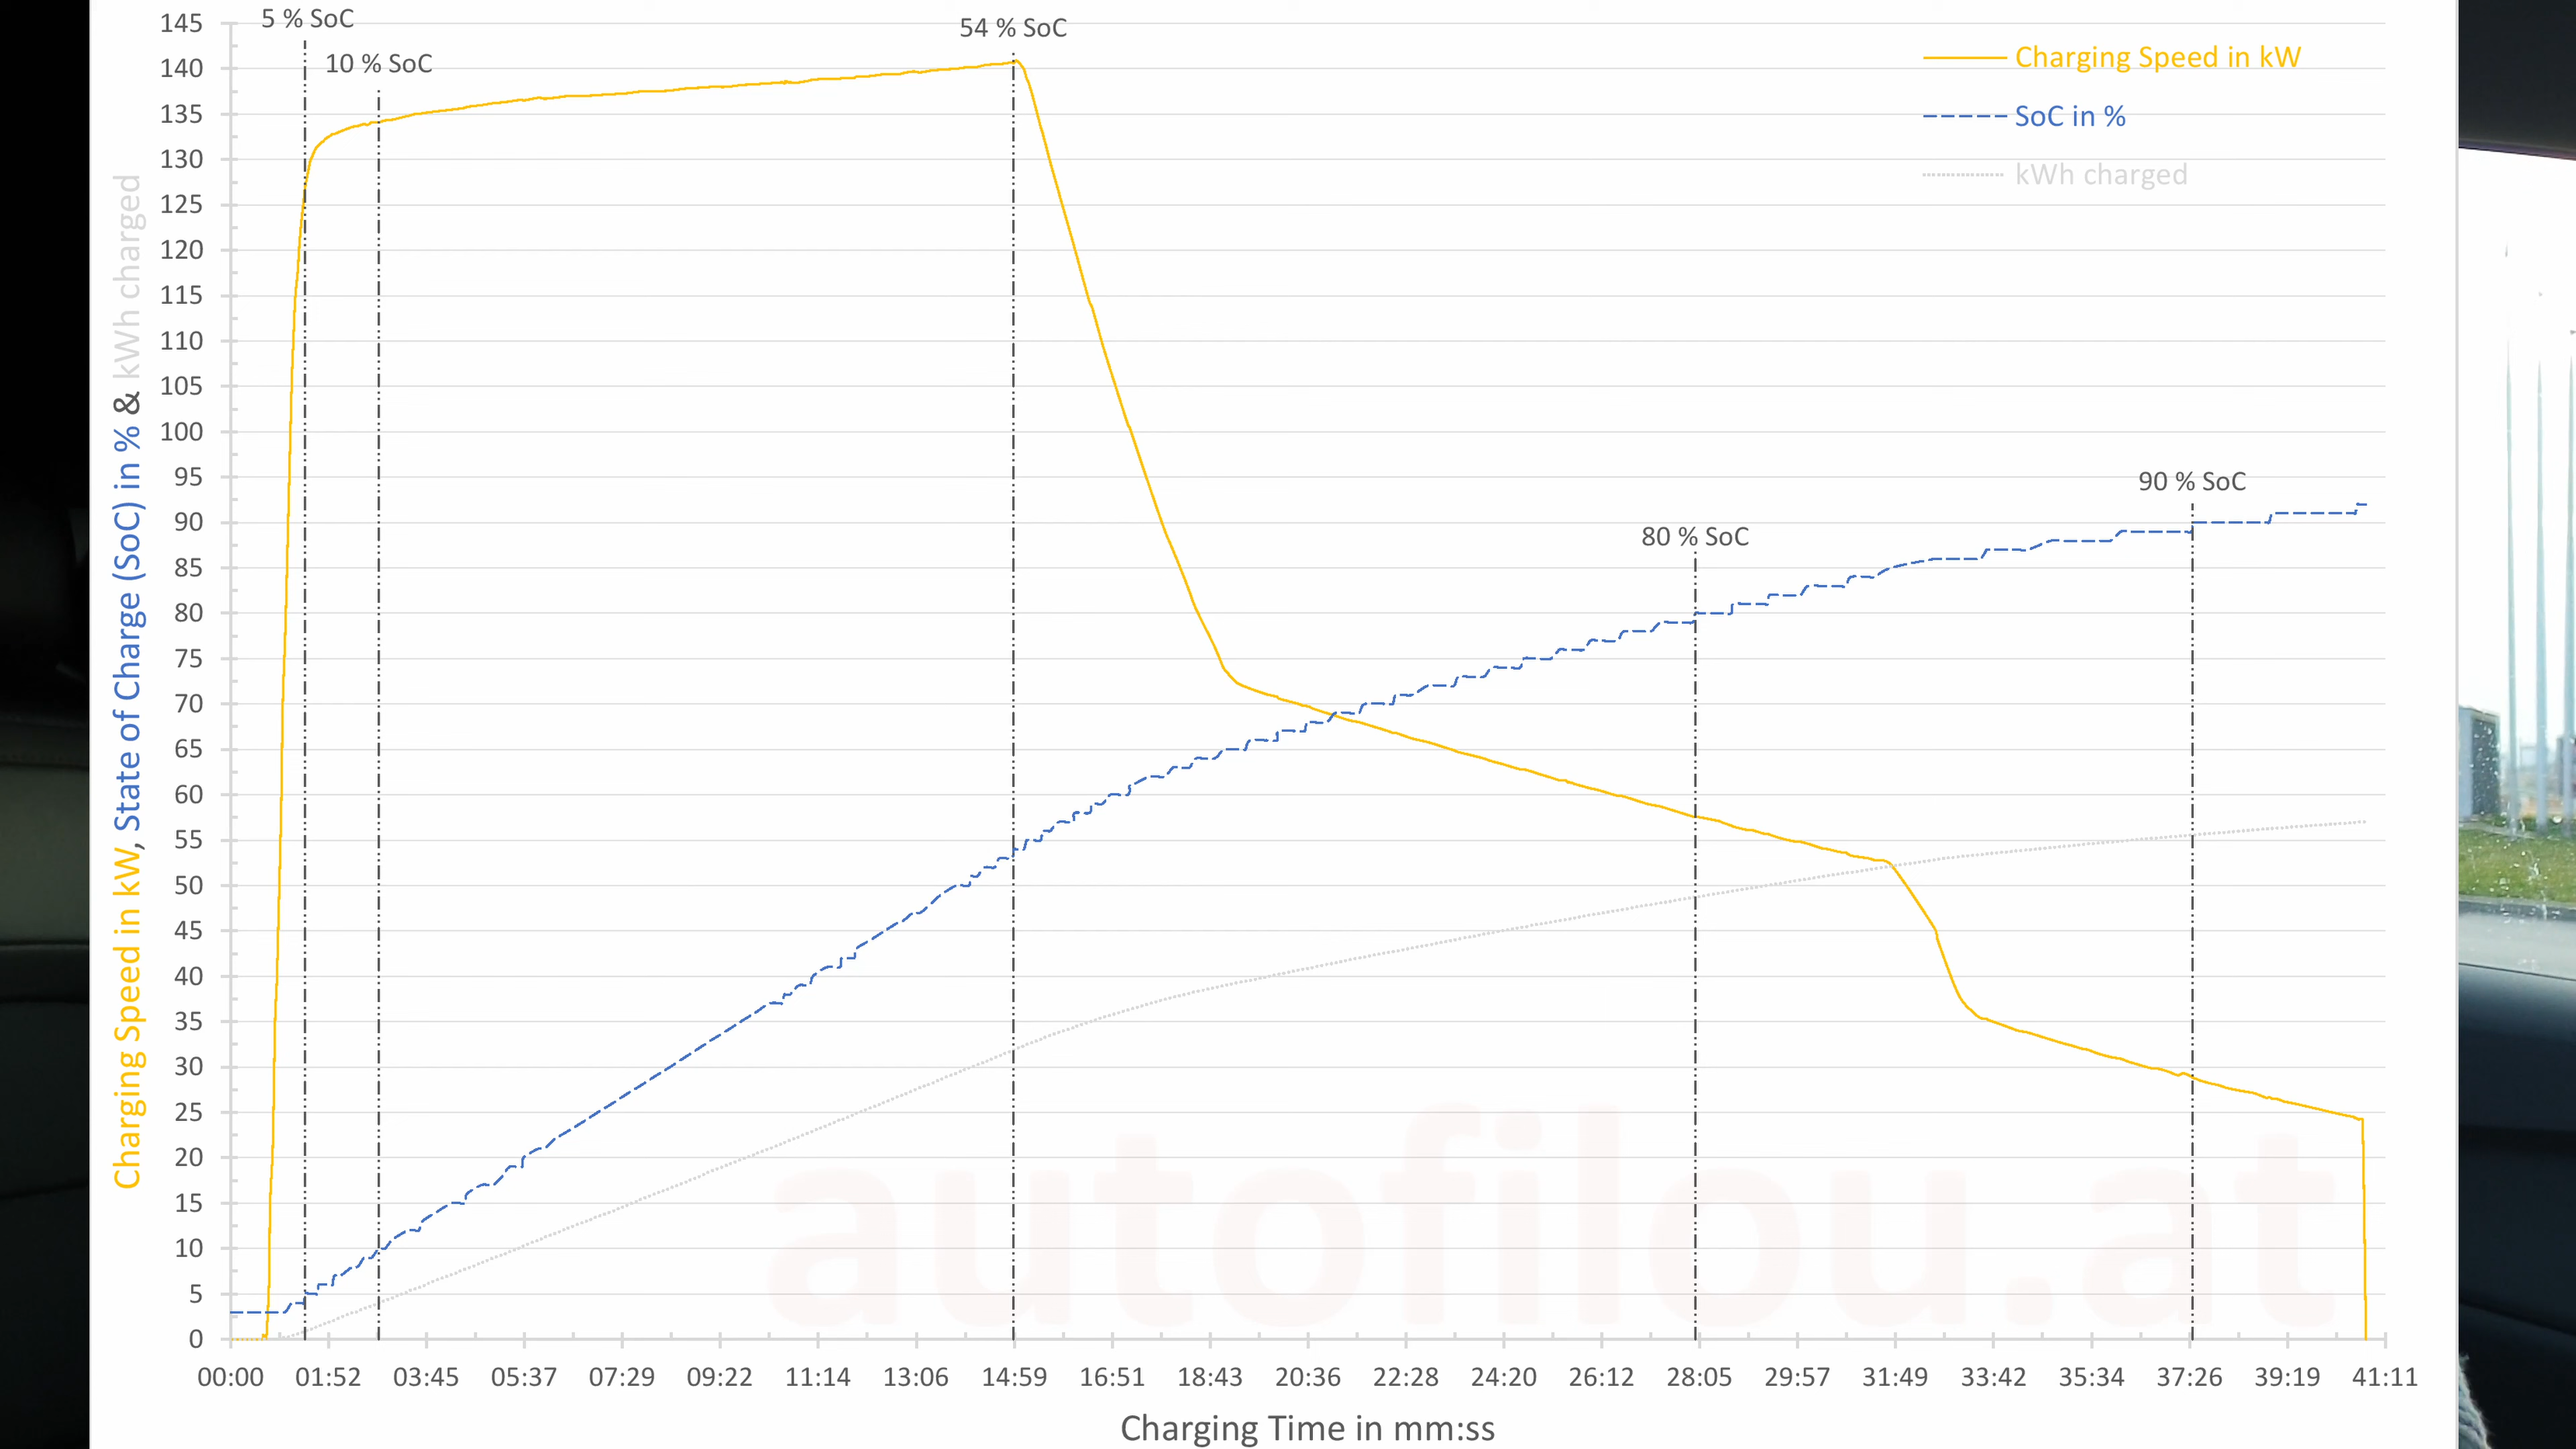 5 % SoC
54 % SoC
10 % SoC
Charging Speed in kW
SoC in %
kWh charged
90 % SoC
80 % SoC
Charging Speed in kW, State of Charge (SoC) in % & kWh charged
145
140
135
130
125
120
115
110
105
100
95
90
85
80
75
70
65
60
55
50
45
40
35
30
25
20
15
10
5
0
autofilou.at
00:00 01:52 03:45 05:37 07:29 09:22 11:14 13:06 14:59 16:51 18:43 20:36 22:28 24:20 26:12 28:05 29:57 31:49 33:42 35:34 37:26 39:19 41:11
Charging Time in mm:ss